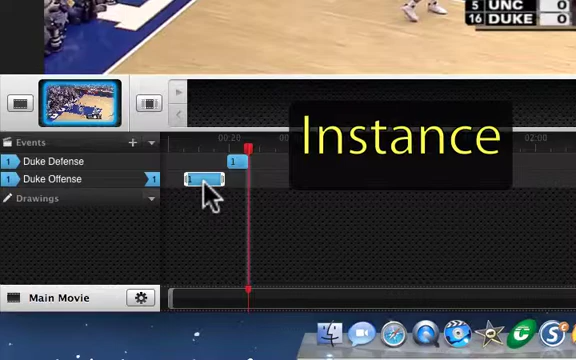 5 UNC 0
16 DUKE 0
Instance
Events
00:20
02:00
1 Duke Defense
1
1 Duke Offense 1
1
Drawings
Main Movie